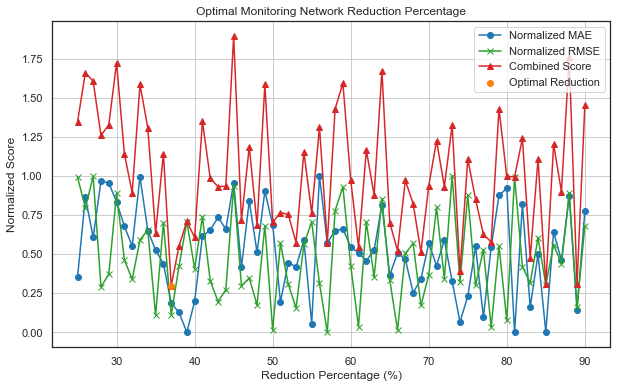 Optimal Monitoring Network Reduction Percentage
Normalized MAE
Normalized RMSE
Combined Score
Optimal Reduction
Normalized Score
1.75
1.50
1.25
1.00
0.75
0.50
0.25
0.00
30 40 50 60 70 80 90
Reduction Percentage (%)